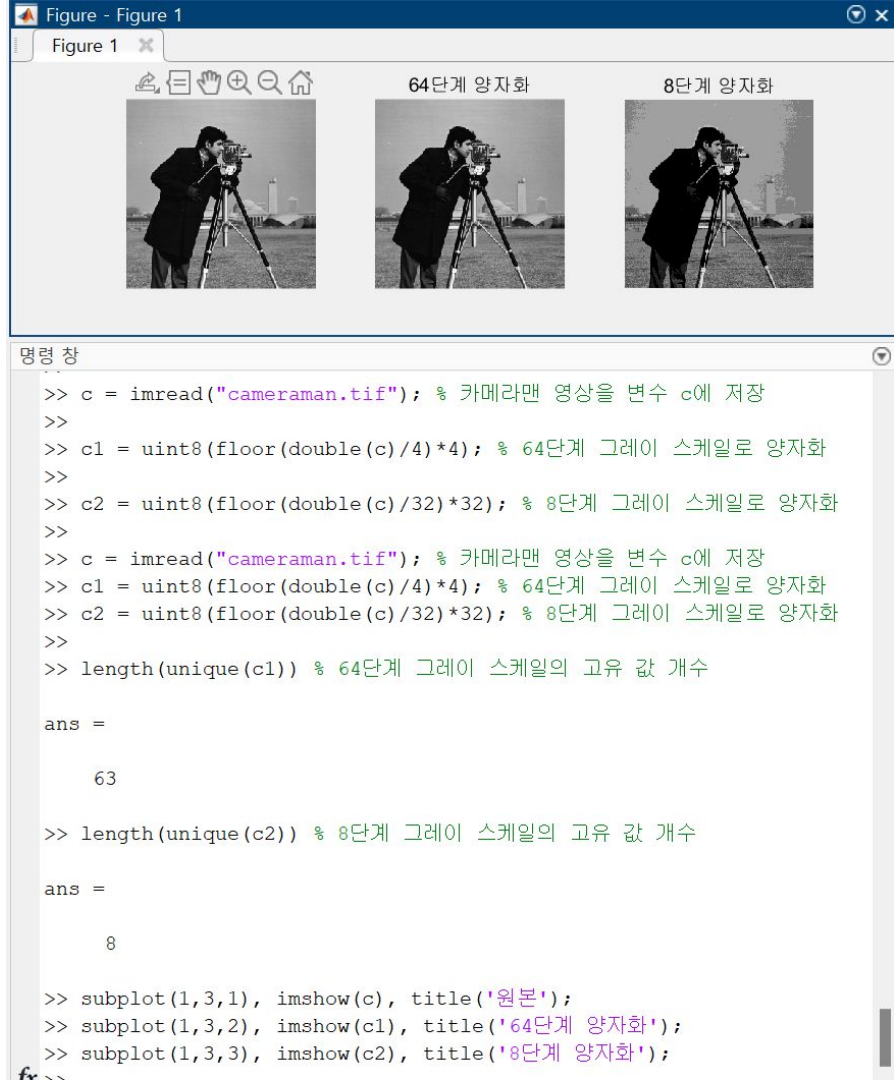 Figure - Figure 1
Figure 1
64단계 양자화
8단계 양자화
명령 창
>> c = imread("cameraman.tif"); % 카메라맨 영상을 변수 c에 저장
>>
>> c1 = uint8(floor(double(c)/4)*4); % 64단계 그레이 스케일로 양자화
>>
>> c2 = uint8(floor(double(c)/32)*32); % 8단계 그레이 스케일로 양자화
>>
>> c = imread("cameraman.tif"); % 카메라맨 영상을 변수 c에 저장
>> c1 = uint8(floor(double(c)/4)*4); % 64단계 그레이 스케일로 양자화
>> c2 = uint8(floor(double(c)/32)*32); % 8단계 그레이 스케일로 양자화
>>
>> length(unique(c1)) % 64단계 그레이 스케일의 고유 값 개수
ans =
63
>> length(unique(c2)) % 8단계 그레이 스케일의 고유 값 개수
ans =
8
>> subplot(1,3,1), imshow(c), title('원본');
>> subplot(1,3,2), imshow(c1), title('64단계 양자화');
>> subplot(1,3,3), imshow(c2), title('8단계 양자화');
fx >>